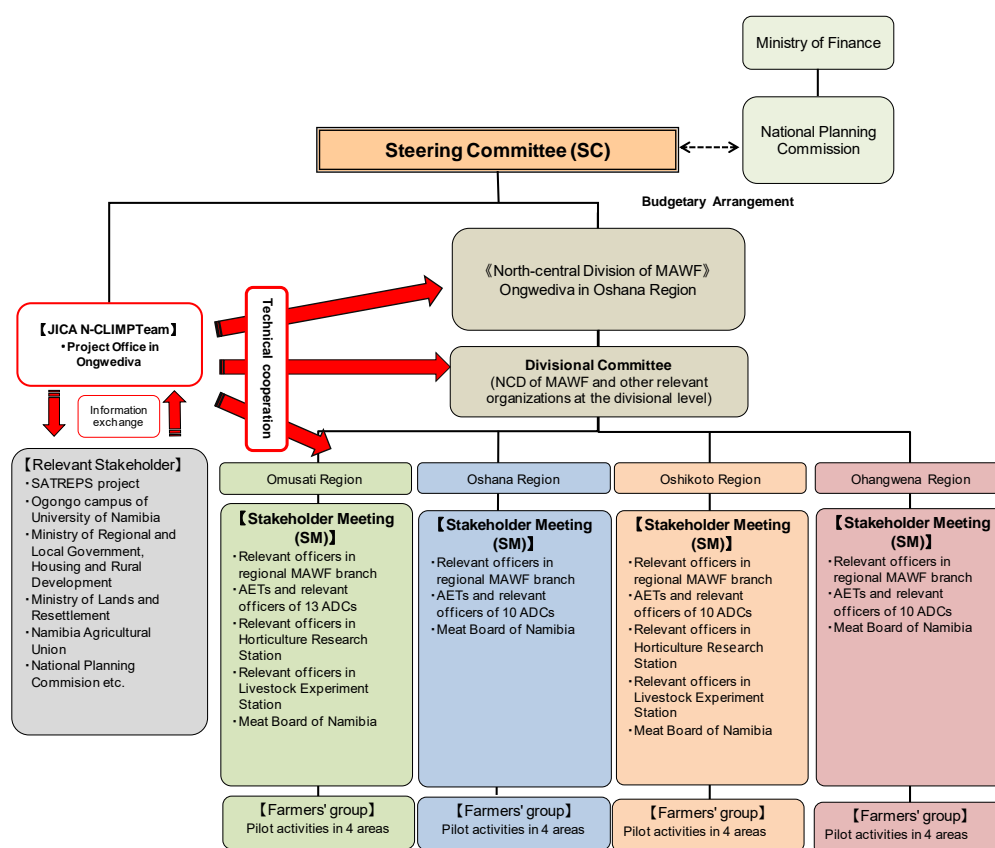 Ministry of Finance
National Planning
Commission
Steering Committee (SC)
Budgetary Arrangement
《North-central Division of MAWF》
Ongwediva in Oshana Region
【JICA N-CLIMPTeam】
・Project Office in
Ongwediva
Technical cooperation
Divisional Committee
(NCD of MAWF and other relevant
organizations at the divisional level)
Information
exchange
【Relevant Stakeholder】
・SATREPS project
・Ogongo campus of
University of Namibia
・Ministry of Regional and
Local Government,
Housing and Rural
Development
・Ministry of Lands and
Resettlement
・Namibia Agricultural
Union
・National Planning
Commision etc.
Omusati Region
Oshana Region
Oshikoto Region
Ohangwena Region
【Stakeholder Meeting
(SM)】
・Relevant officers in
regional MAWF branch
・AETs and relevant
officers of 13 ADCs
・Relevant officers in
Horticulture Research
Station
・Relevant officers in
Livestock Experiment
Station
・Meat Board of Namibia
【Stakeholder Meeting
(SM)】
・Relevant officers in
regional MAWF branch
・AETs and relevant
officers of 10 ADCs
・Meat Board of Namibia
【Stakeholder Meeting
(SM)】
・Relevant officers in
regional MAWF branch
・AETs and relevant
officers of 10 ADCs
・Relevant officers in
Horticulture Research
Station
・Relevant officers in
Livestock Experiment
Station
・Meat Board of Namibia
【Stakeholder Meeting
(SM)】
・Relevant officers in
regional MAWF branch
・AETs and relevant
officers of 10 ADCs
・Meat Board of Namibia
【Farmers' group】
Pilot activities in 4 areas
【Farmers' group】
Pilot activities in 4 areas
【Farmers' group】
Pilot activities in 4 areas
【Farmers' group】
Pilot activities in 4 areas